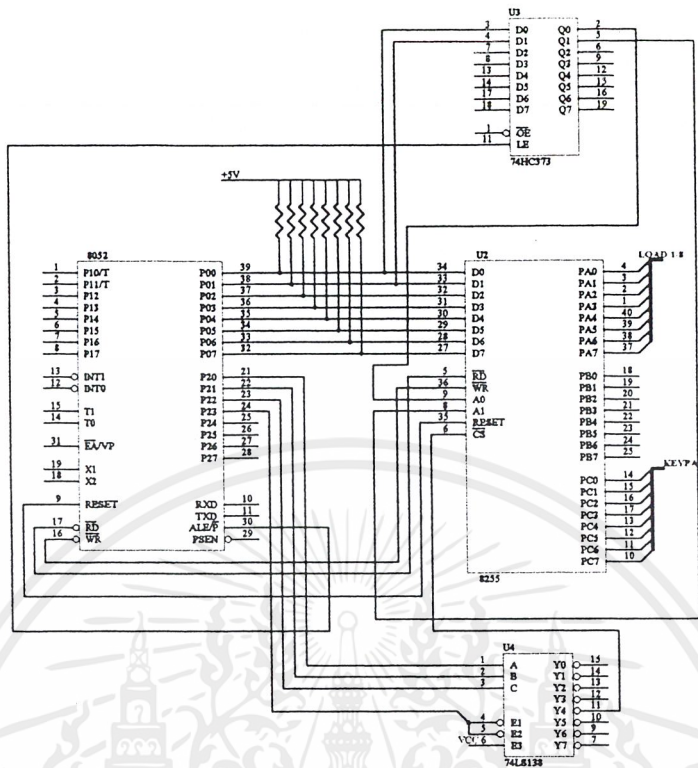 U3
3 D0 Q0 2
4 D1 Q1 5
7 D2 Q2 6
8 D3 Q3 9
13 D4 Q4 12
14 D5 Q5 15
17 D6 Q6 16
18 D7 Q7 19
1 OE
11 LE
74HC373
+5V
8052
1 P10/T P00 39
2 P11/T P01 38
3 P12 P02 37
4 P13 P03 36
5 P14 P04 35
6 P15 P05 34
7 P16 P06 33
8 P17 P07 32
P20 21
13 INT1 P21 22
12 INT0 P22 23
P23 24
15 T1 P24 25
14 T0 P25 26
P26 27
31 EA/VP P27 28
19 X1
18 X2
9 RESET RXD 10
TXD 11
17 RD ALE/P 30
16 WR PSEN 29
U2
34 D0 PA0 4
33 D1 PA1 3
32 D2 PA2 2
31 D3 PA3 1
30 D4 PA4 40
29 D5 PA5 39
28 D6 PA6 38
27 D7 PA7 37
LOAD 1-8
5 RD PB0 18
36 WR PB1 19
9 A0 PB2 20
8 A1 PB3 21
35 RESET PB4 22
6 CS PB5 23
PB6 24
PB7 25
PC0 14
PC1 15
PC2 16
PC3 17
PC4 13
PC5 12
PC6 11
PC7 10
KEYPA
8255
U4
1 A Y0 15
2 B Y1 14
3 C Y2 13
Y3 12
Y4 11
4 E1 Y5 10
5 E2 Y6 9
VCC 6 E3 Y7 7
74LS138